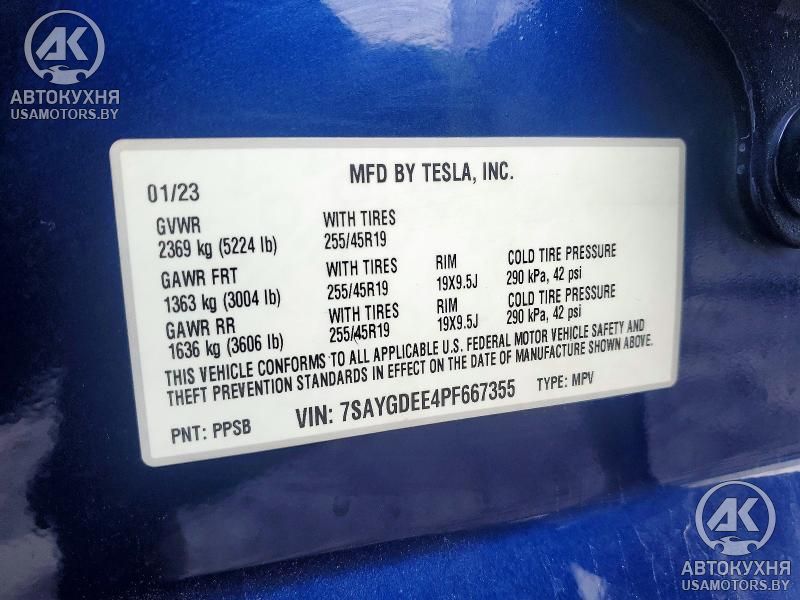 AK
АВТОКУХНЯ
USAMOTORS.BY
MFD BY TESLA, INC.
01/23
GVWR WITH TIRES
2369 kg (5224 lb) 255/45R19
GAWR FRT WITH TIRES RIM COLD TIRE PRESSURE
1363 kg (3004 lb) 255/45R19 19X9.5J 290 kPa, 42 psi
GAWR RR WITH TIRES RIM COLD TIRE PRESSURE
1636 kg (3606 lb) 255/45R19 19X9.5J 290 kPa, 42 psi
THIS VEHICLE CONFORMS TO ALL APPLICABLE U.S. FEDERAL MOTOR VEHICLE SAFETY AND
THEFT PREVENTION STANDARDS IN EFFECT ON THE DATE OF MANUFACTURE SHOWN ABOVE.
PNT: PPSB VIN: 7SAYGDEE4PF667355 TYPE: MPV
AK
АВТОКУХНЯ
USAMOTORS.BY